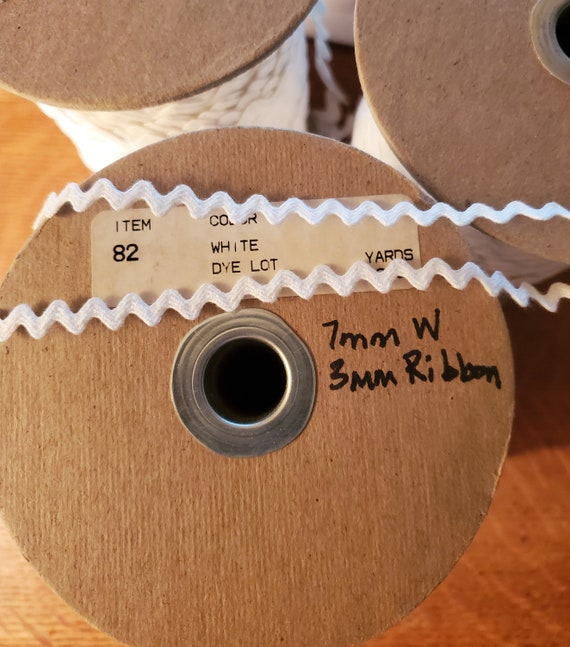 ITEM COLOR
82 WHITE
DYE LOT YARDS
7mm W
3mm Ribbon